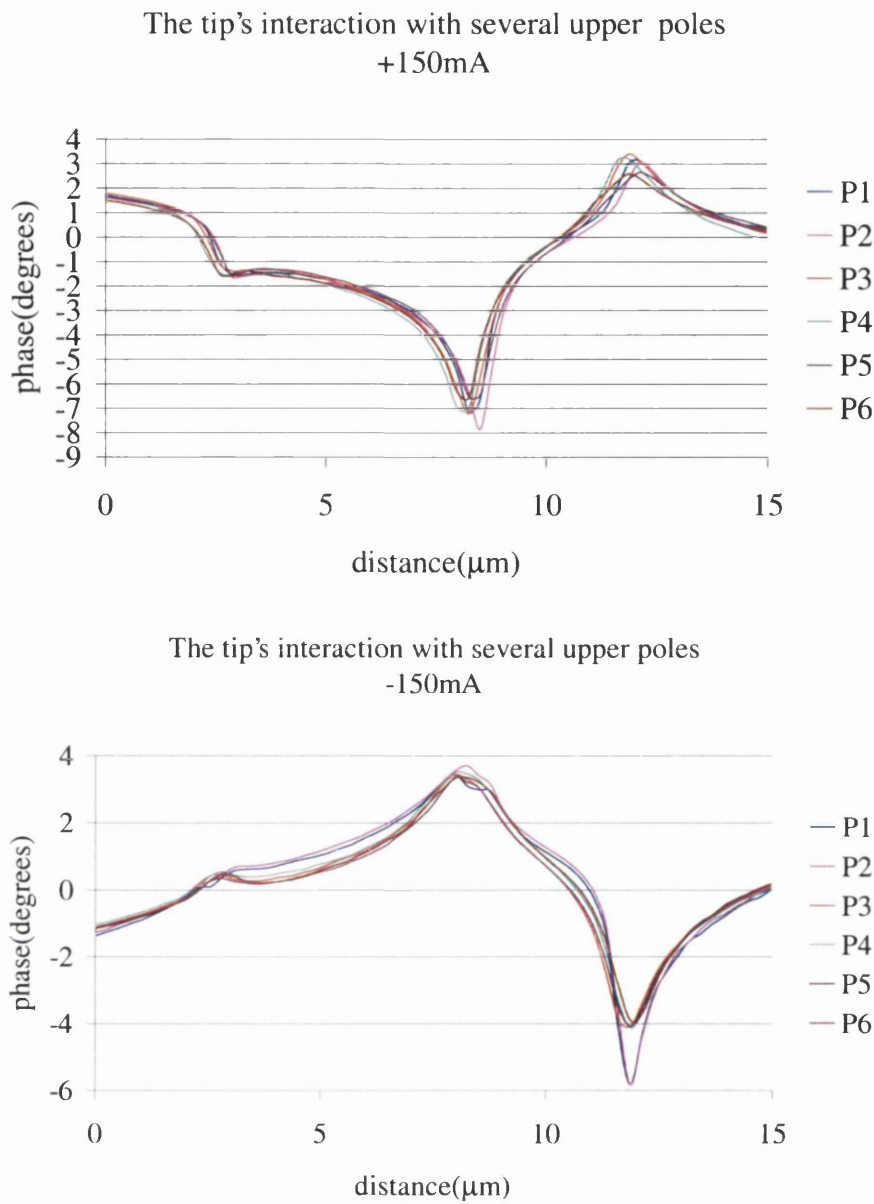 The tip's interaction with several upper poles
+150mA
4
3
2
1
0
-1
-2
-3
-4
-5
-6
-7
-8
-9
phase(degrees)
0 5 10 15
distance(μm)
P1
P2
P3
P4
P5
P6
The tip's interaction with several upper poles
-150mA
4
2
0
-2
-4
-6
phase(degrees)
0 5 10 15
distance(μm)
P1
P2
P3
P4
P5
P6